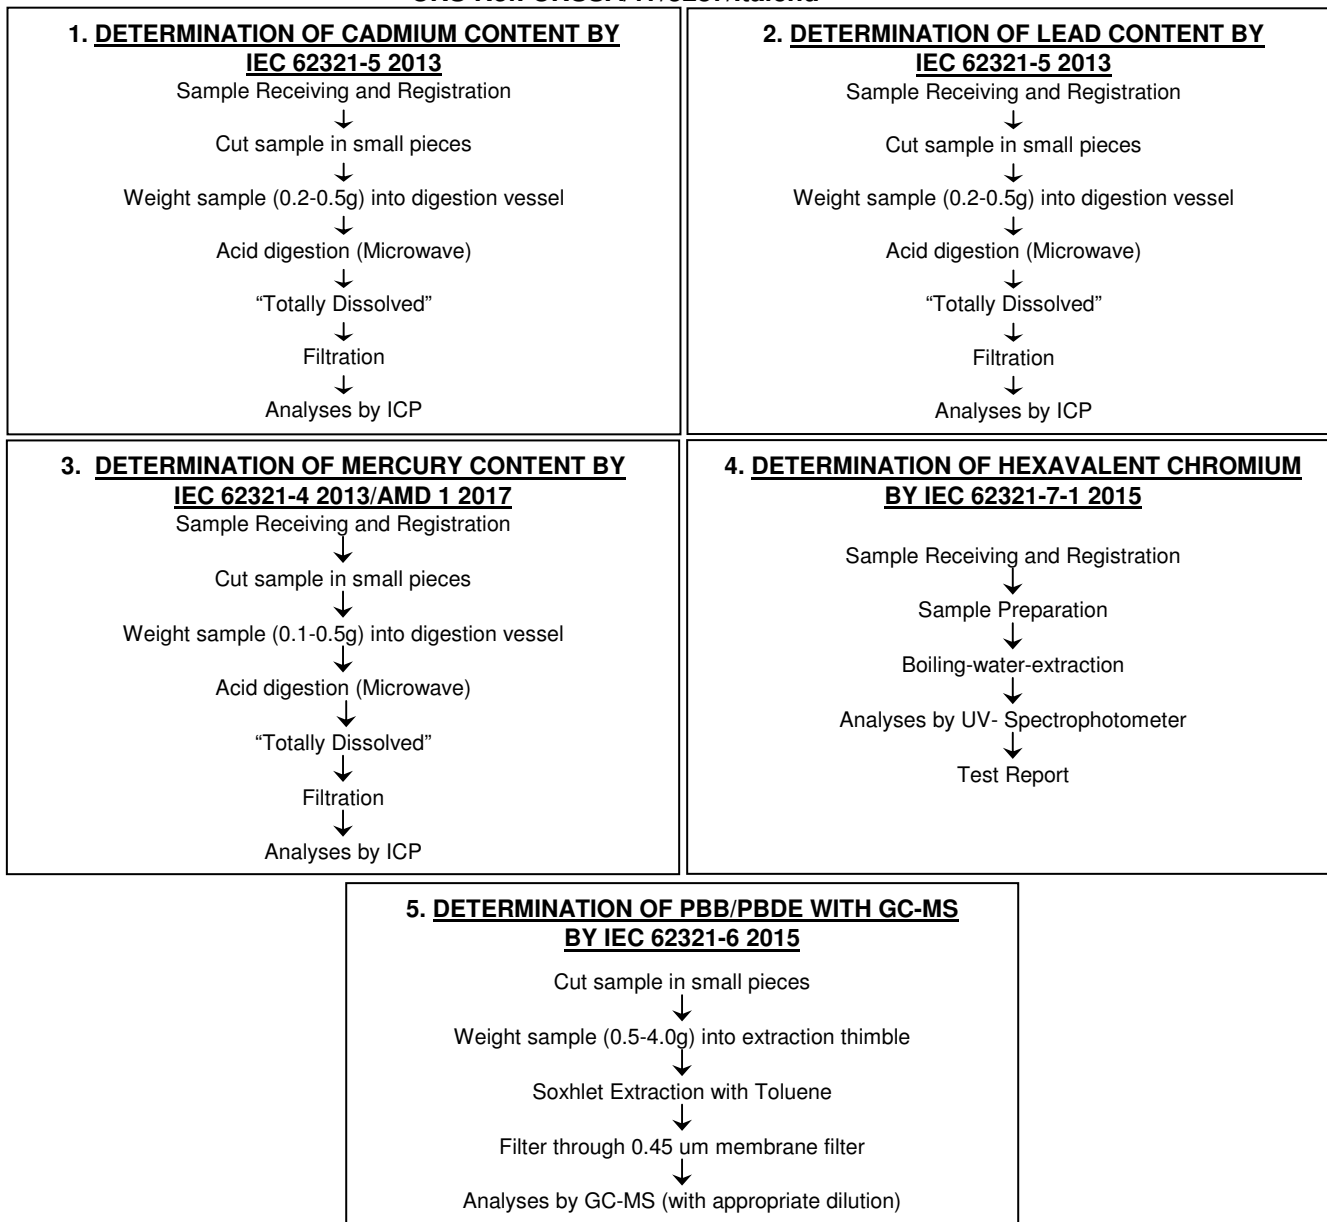 1. DETERMINATION OF CADMIUM CONTENT BY
IEC 62321-5 2013
Sample Receiving and Registration
Cut sample in small pieces
Weight sample (0.2-0.5g) into digestion vessel
Acid digestion (Microwave)
“Totally Dissolved”
Filtration
Analyses by ICP
2. DETERMINATION OF LEAD CONTENT BY
IEC 62321-5 2013
Sample Receiving and Registration
Cut sample in small pieces
Weight sample (0.2-0.5g) into digestion vessel
Acid digestion (Microwave)
“Totally Dissolved”
Filtration
Analyses by ICP
3. DETERMINATION OF MERCURY CONTENT BY
IEC 62321-4 2013/AMD 1 2017
Sample Receiving and Registration
Cut sample in small pieces
Weight sample (0.1-0.5g) into digestion vessel
Acid digestion (Microwave)
“Totally Dissolved”
Filtration
Analyses by ICP
4. DETERMINATION OF HEXAVALENT CHROMIUM
BY IEC 62321-7-1 2015
Sample Receiving and Registration
Sample Preparation
Boiling-water-extraction
Analyses by UV- Spectrophotometer
Test Report
5. DETERMINATION OF PBB/PBDE WITH GC-MS
BY IEC 62321-6 2015
Cut sample in small pieces
Weight sample (0.5-4.0g) into extraction thimble
Soxhlet Extraction with Toluene
Filter through 0.45 um membrane filter
Analyses by GC-MS (with appropriate dilution)